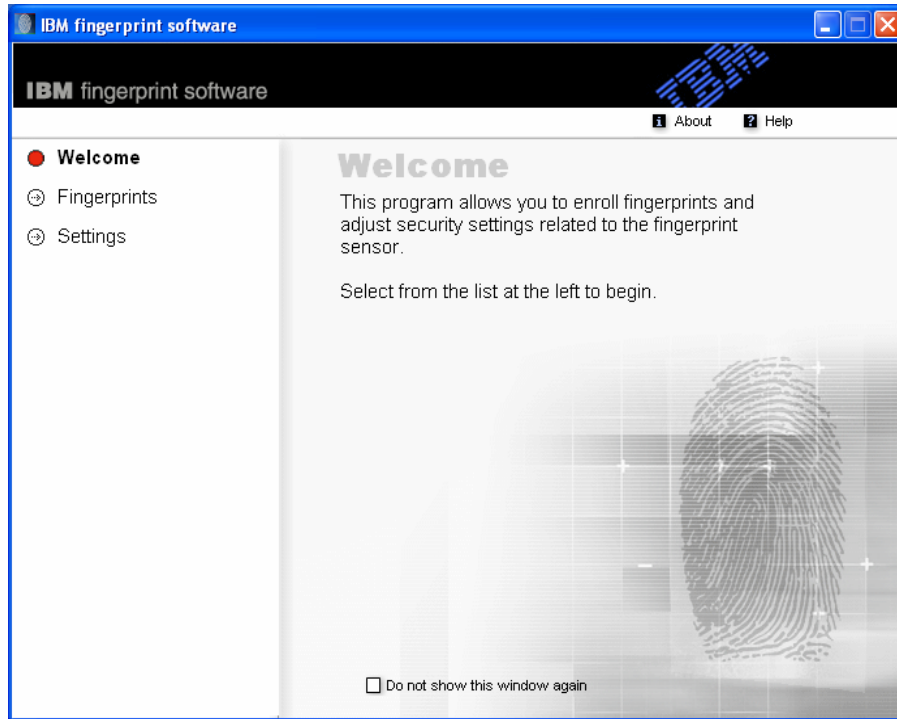 IBM fingerprint software
IBM fingerprint software
IBM
About
Help
Welcome
Fingerprints
Settings
Welcome
This program allows you to enroll fingerprints and
adjust security settings related to the fingerprint
sensor.
Select from the list at the left to begin.
Do not show this window again